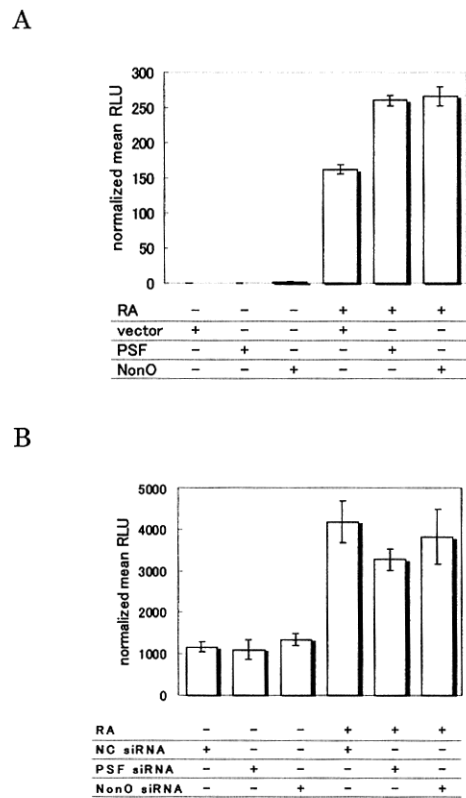 A
normalized mean RLU
300
250
200
150
100
50
0
RA − − − + + +
vector + − − + − −
PSF − + − − + −
NonO − − + − − +
B
normalized mean RLU
5000
4000
3000
2000
1000
0
RA − − − + + +
NC siRNA + − − + − −
PSF siRNA − + − − + −
NonO siRNA − − + − − +